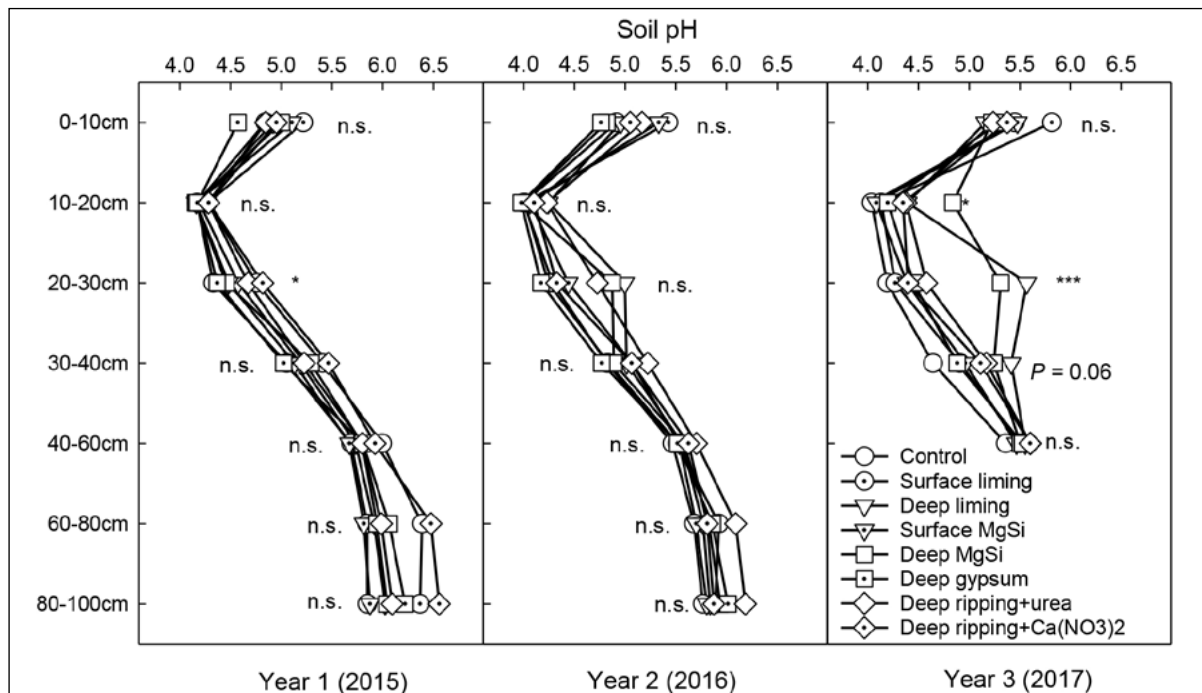 Soil pH
4.0 4.5 5.0 5.5 6.0 6.5 4.0 4.5 5.0 5.5 6.0 6.5 4.0 4.5 5.0 5.5 6.0 6.5
0-10cm n.s. n.s. n.s.
10-20cm n.s. n.s. *
20-30cm * n.s. ***
30-40cm n.s. n.s. P = 0.06
40-60cm n.s. n.s. n.s.
Control
Surface liming
Deep liming
60-80cm n.s. n.s. Surface MgSi
Deep MgSi
Deep gypsum
80-100cm n.s. n.s. Deep ripping+urea
Deep ripping+Ca(NO3)2
Year 1 (2015) Year 2 (2016) Year 3 (2017)